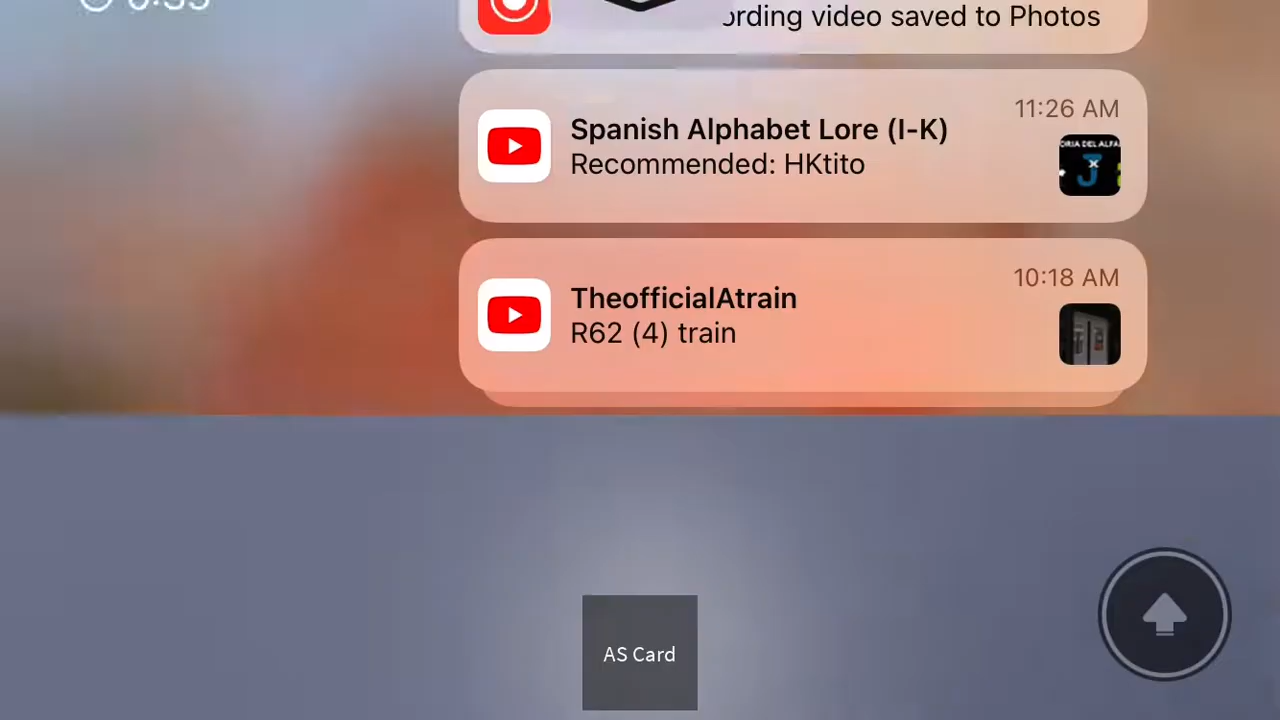 video saved to Photos
11:26 AM
Spanish Alphabet Lore (I-K)
Recommended: HKtito
J
10:18 AM
TheofficialAtrain
R62 (4) train
AS Card